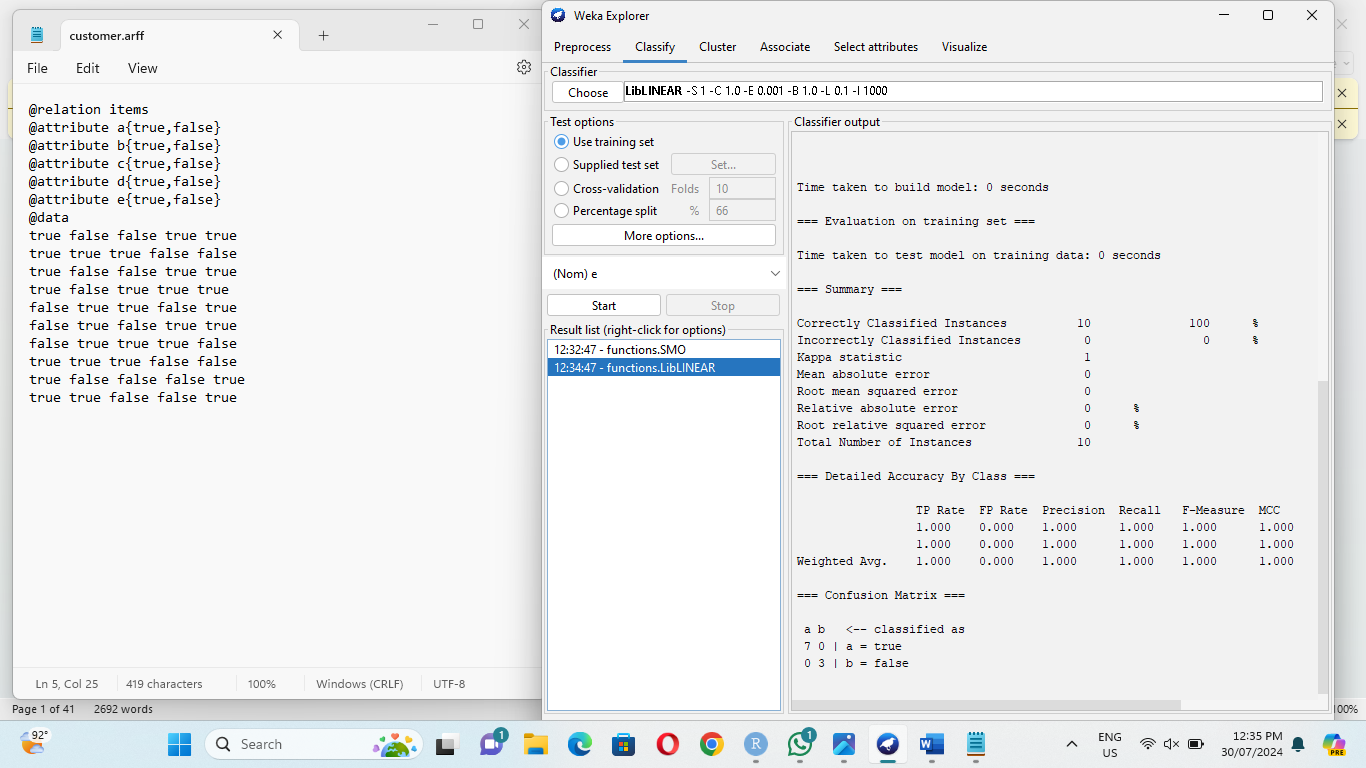 customer.arff
File Edit View
@relation items
@attribute a{true,false}
@attribute b{true,false}
@attribute c{true,false}
@attribute d{true,false}
@attribute e{true,false}
@data
true false false true true
true true true false false
true false false true true
true false true true true
false true true false true
false true false true true
false true true true false
true true true false false
true false false false true
true true false false true
Ln 5, Col 25 419 characters 100% Windows (CRLF) UTF-8
Page 1 of 41 2692 words
Weka Explorer
Preprocess Classify Cluster Associate Select attributes Visualize
Classifier
Choose LibLINEAR -S 1 -C 1.0 -E 0.001 -B 1.0 -L 0.1 -I 1000
Test options
Use training set
Supplied test set Set...
Cross-validation Folds 10
Percentage split % 66
More options...
(Nom) e
Start Stop
Result list (right-click for options)
12:32:47 - functions.SMO
12:34:47 - functions.LibLINEAR
Classifier output
Time taken to build model: 0 seconds
=== Evaluation on training set ===
Time taken to test model on training data: 0 seconds
=== Summary ===
Correctly Classified Instances 10 100 %
Incorrectly Classified Instances 0 0 %
Kappa statistic 1
Mean absolute error 0
Root mean squared error 0
Relative absolute error 0 %
Root relative squared error 0 %
Total Number of Instances 10
=== Detailed Accuracy By Class ===
TP Rate FP Rate Precision Recall F-Measure MCC
1.000 0.000 1.000 1.000 1.000 1.000
1.000 0.000 1.000 1.000 1.000 1.000
Weighted Avg. 1.000 0.000 1.000 1.000 1.000 1.000
=== Confusion Matrix ===
a b <-- classified as
7 0 | a = true
0 3 | b = false
100%
92°
Search
1
R
1
W
ENG
US
12:35 PM
30/07/2024
PRE